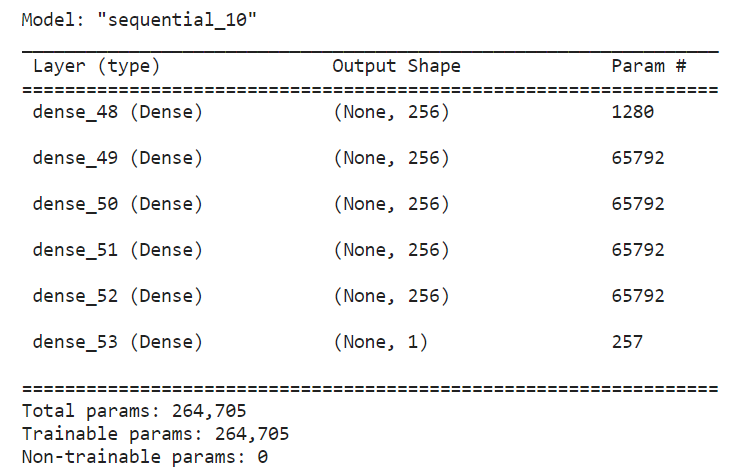 Model: "sequential_10"
_________________________________________________________________
Layer (type) Output Shape Param #
=================================================================
dense_48 (Dense) (None, 256) 1280
dense_49 (Dense) (None, 256) 65792
dense_50 (Dense) (None, 256) 65792
dense_51 (Dense) (None, 256) 65792
dense_52 (Dense) (None, 256) 65792
dense_53 (Dense) (None, 1) 257
=================================================================
Total params: 264,705
Trainable params: 264,705
Non-trainable params: 0